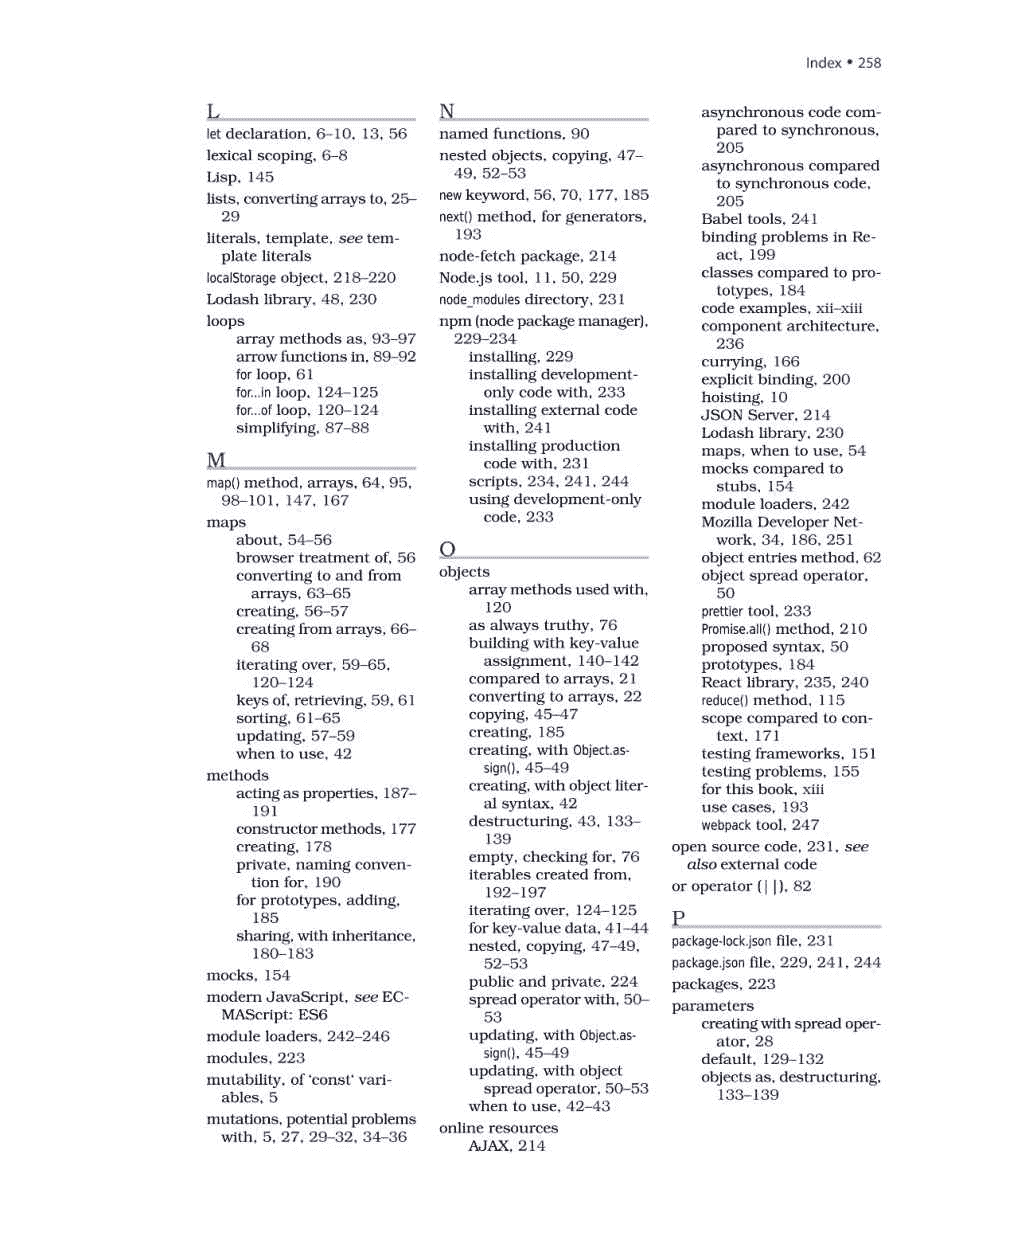 Index • 258
L
let declaration, 6–10, 13, 56
lexical scoping, 6–8
Lisp, 145
lists, converting arrays to, 25–
29
literals, template, see tem-
plate literals
localStorage object, 218–220
Lodash library, 48, 230
loops
array methods as, 93–97
arrow functions in, 89–92
for loop, 61
for...in loop, 124–125
for...of loop, 120–124
simplifying, 87–88
M
map() method, arrays, 64, 95,
98–101, 147, 167
maps
about, 54–56
browser treatment of, 56
converting to and from
arrays, 63–65
creating, 56–57
creating from arrays, 66–
68
iterating over, 59–65,
120–124
keys of, retrieving, 59, 61
sorting, 61–65
updating, 57–59
when to use, 42
methods
acting as properties, 187–
191
constructor methods, 177
creating, 178
private, naming conven-
tion for, 190
for prototypes, adding,
185
sharing, with inheritance,
180–183
mocks, 154
modern JavaScript, see EC-
MAScript: ES6
module loaders, 242–246
modules, 223
mutability, of ‘const‘ vari-
ables, 5
mutations, potential problems
with, 5, 27, 29–32, 34–36
N
named functions, 90
nested objects, copying, 47–
49, 52–53
new keyword, 56, 70, 177, 185
next() method, for generators,
193
node-fetch package, 214
Node.js tool, 11, 50, 229
node_modules directory, 231
npm (node package manager),
229–234
installing, 229
installing development-
only code with, 233
installing external code
with, 241
installing production
code with, 231
scripts, 234, 241, 244
using development-only
code, 233
O
objects
array methods used with,
120
as always truthy, 76
building with key-value
assignment, 140–142
compared to arrays, 21
converting to arrays, 22
copying, 45–47
creating, 185
creating, with Object.as-
sign(), 45–49
creating, with object liter-
al syntax, 42
destructuring, 43, 133–
139
empty, checking for, 76
iterables created from,
192–197
iterating over, 124–125
for key-value data, 41–44
nested, copying, 47–49,
52–53
public and private, 224
spread operator with, 50–
53
updating, with Object.as-
sign(), 45–49
updating, with object
spread operator, 50–53
when to use, 42–43
online resources
AJAX, 214
asynchronous code com-
pared to synchronous,
205
asynchronous compared
to synchronous code,
205
Babel tools, 241
binding problems in Re-
act, 199
classes compared to pro-
totypes, 184
code examples, xii–xiii
component architecture,
236
currying, 166
explicit binding, 200
hoisting, 10
JSON Server, 214
Lodash library, 230
maps, when to use, 54
mocks compared to
stubs, 154
module loaders, 242
Mozilla Developer Net-
work, 34, 186, 251
object entries method, 62
object spread operator,
50
prettier tool, 233
Promise.all() method, 210
proposed syntax, 50
prototypes, 184
React library, 235, 240
reduce() method, 115
scope compared to con-
text, 171
testing frameworks, 151
testing problems, 155
for this book, xiii
use cases, 193
webpack tool, 247
open source code, 231, see
also external code
or operator (||), 82
P
package-lock.json file, 231
package.json file, 229, 241, 244
packages, 223
parameters
creating with spread oper-
ator, 28
default, 129–132
objects as, destructuring,
133–139